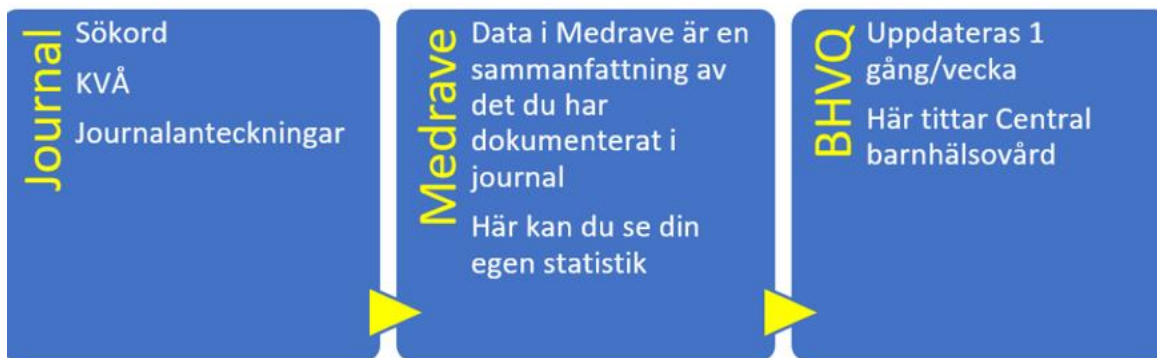 Journal
Sökord
KVÅ
Journalanteckningar
Medrave
Data i Medrave är en
sammanfattning av
det du har
dokumenterat i
journal
Här kan du se din
egen statistik
BHVQ
Uppdateras 1
gång/vecka
Här tittar Central
barnhälsovård